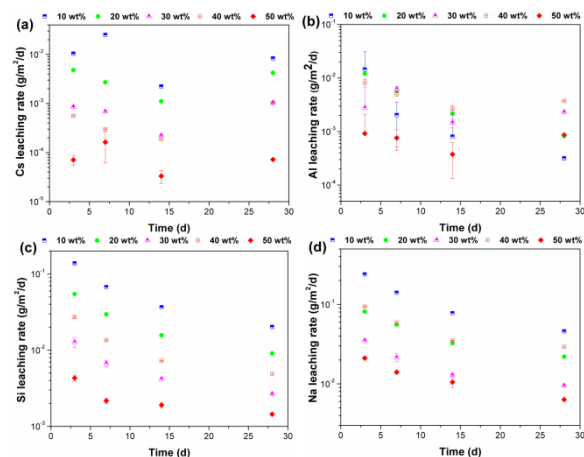 10 wt% 20 wt% 30 wt% 40 wt% 50 wt%
(a)
Cs leaching rate (g/m²/d)
10⁻¹
10⁻²
10⁻³
10⁻⁴
10⁻⁵
0 5 10 15 20 25 30
Time (d)
10 wt% 20 wt% 30 wt% 40 wt% 50 wt%
(b)
Al leaching rate (g/m²/d)
10⁻¹
10⁻²
10⁻³
10⁻⁴
0 5 10 15 20 25 30
Time (d)
10 wt% 20 wt% 30 wt% 40 wt% 50 wt%
(c)
Si leaching rate (g/m²/d)
10⁻¹
10⁻²
10⁻³
0 5 10 15 20 25 30
Time (d)
10 wt% 20 wt% 30 wt% 40 wt% 50 wt%
(d)
Na leaching rate (g/m²/d)
10⁻¹
10⁻²
0 5 10 15 20 25 30
Time (d)